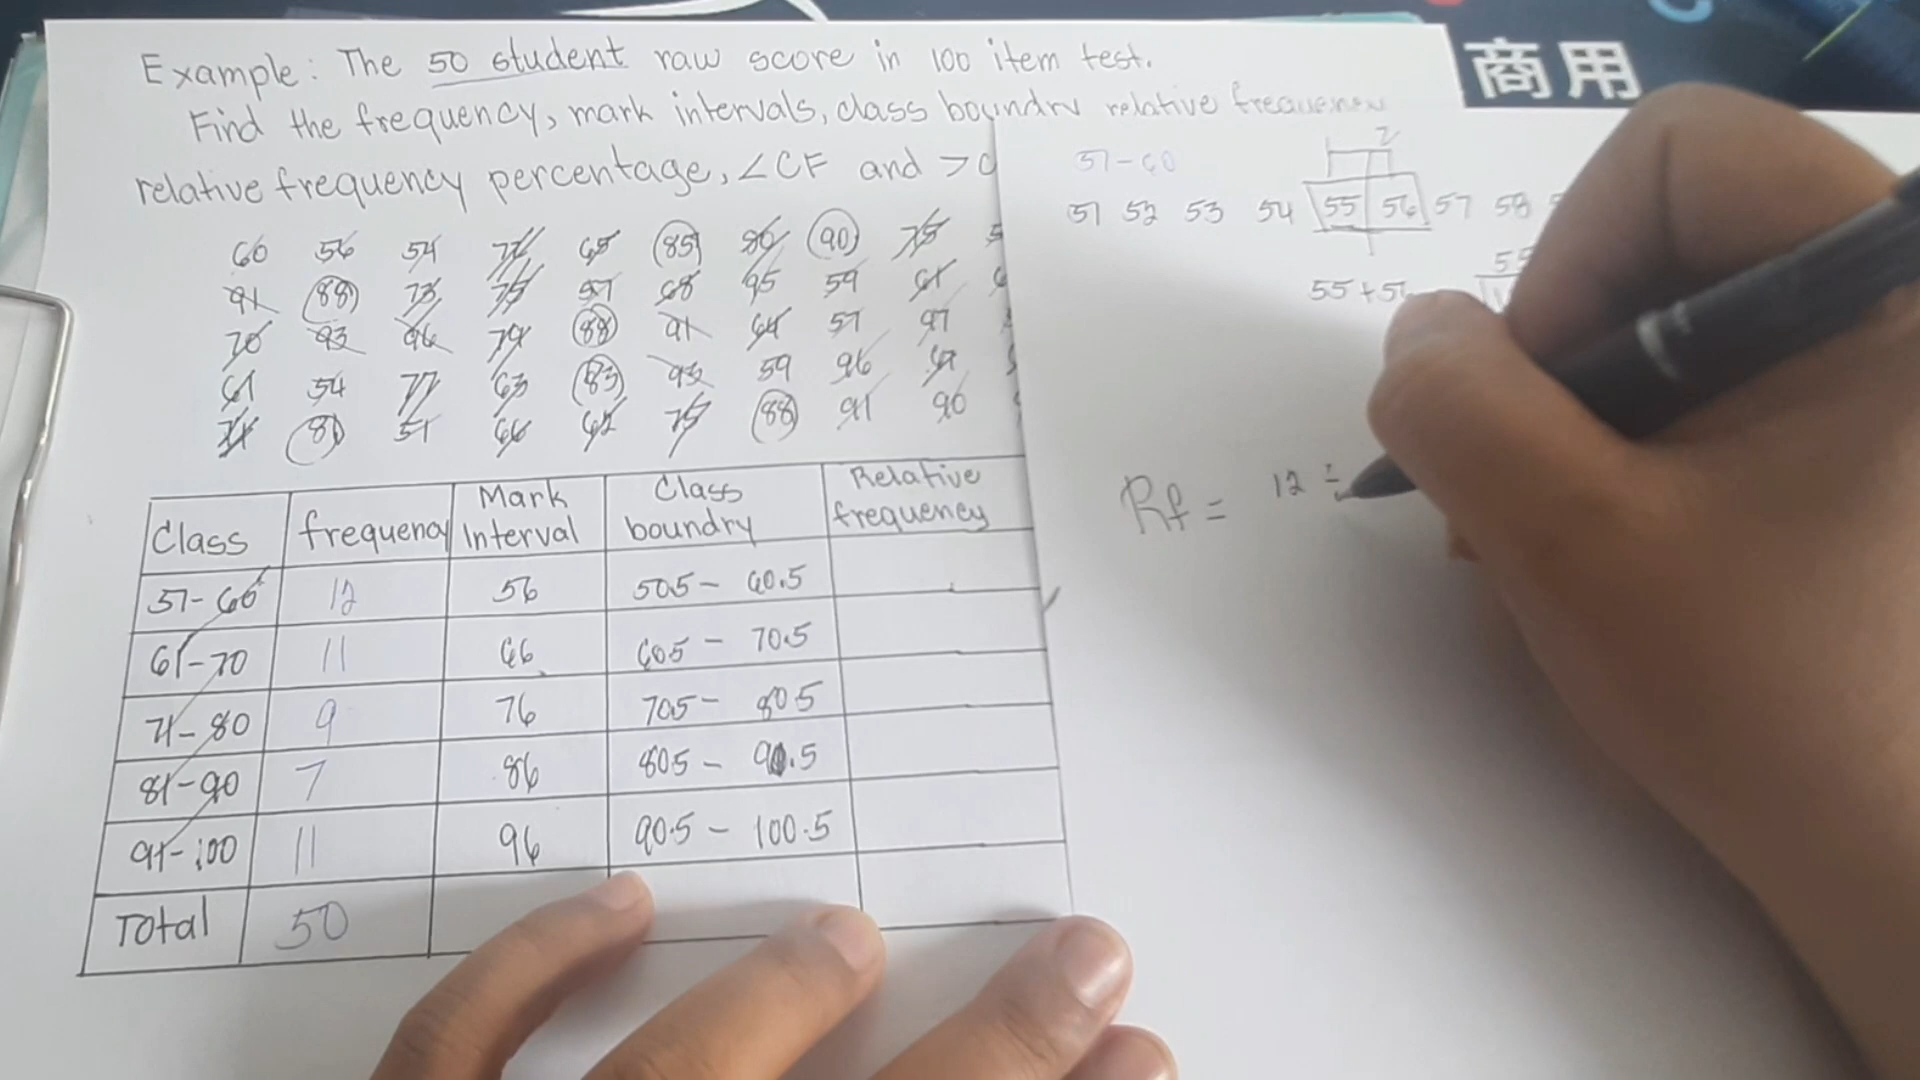 商用
Example: The 50 student raw score in 100 item test.
Find the frequency, mark intervals, class boundry relative frequency
relative frequency percentage, <CF and >C
60 56 54 72 65 85 80 90 75
91 88 73 75 57 68 95 59 61
70 93 96 79 88 91 64 57 97
61 54 77 63 83 93 59 96
71 81 51 66 62 75 88 91 90
Class frequency Mark Interval Class boundry Relative frequency
51-60 12 56 50.5 - 60.5
61-70 11 66 60.5 - 70.5
71-80 9 76 70.5 - 80.5
81-90 7 86 80.5 - 90.5
91-100 11 96 90.5 - 100.5
Total 50
51-60
51 52 53 54 55 56 57 58
55+56
Rf = 12 ÷